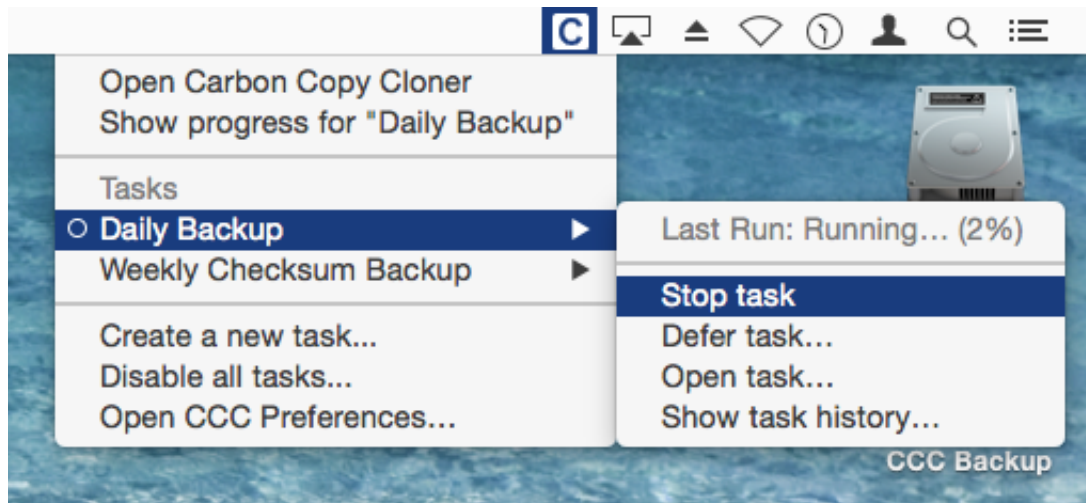 C
Open Carbon Copy Cloner
Show progress for "Daily Backup"
Tasks
Daily Backup
Weekly Checksum Backup
Create a new task...
Disable all tasks...
Open CCC Preferences...
Last Run: Running… (2%)
Stop task
Defer task…
Open task…
Show task history…
CCC Backup